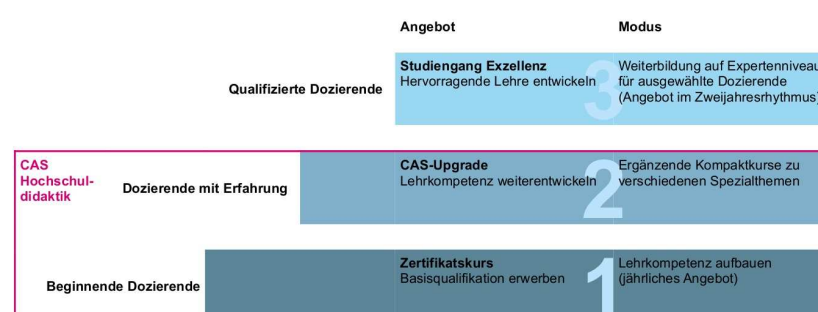 Angebot Modus
Studiengang Exzellenz
Hervorragende Lehre entwickeln
Qualifizierte Dozierende
3
Weiterbildung auf Expertenniveau
für ausgewählte Dozierende
(Angebot im Zweijahresrhythmus)
CAS
Hochschul-
didaktik
Dozierende mit Erfahrung
CAS-Upgrade
Lehrkompetenz weiterentwickeln
2
Ergänzende Kompaktkurse zu
verschiedenen Spezialthemen
Beginnende Dozierende
Zertifikatskurs
Basisqualifikation erwerben
1
Lehrkompetenz aufbauen
(jährliches Angebot)